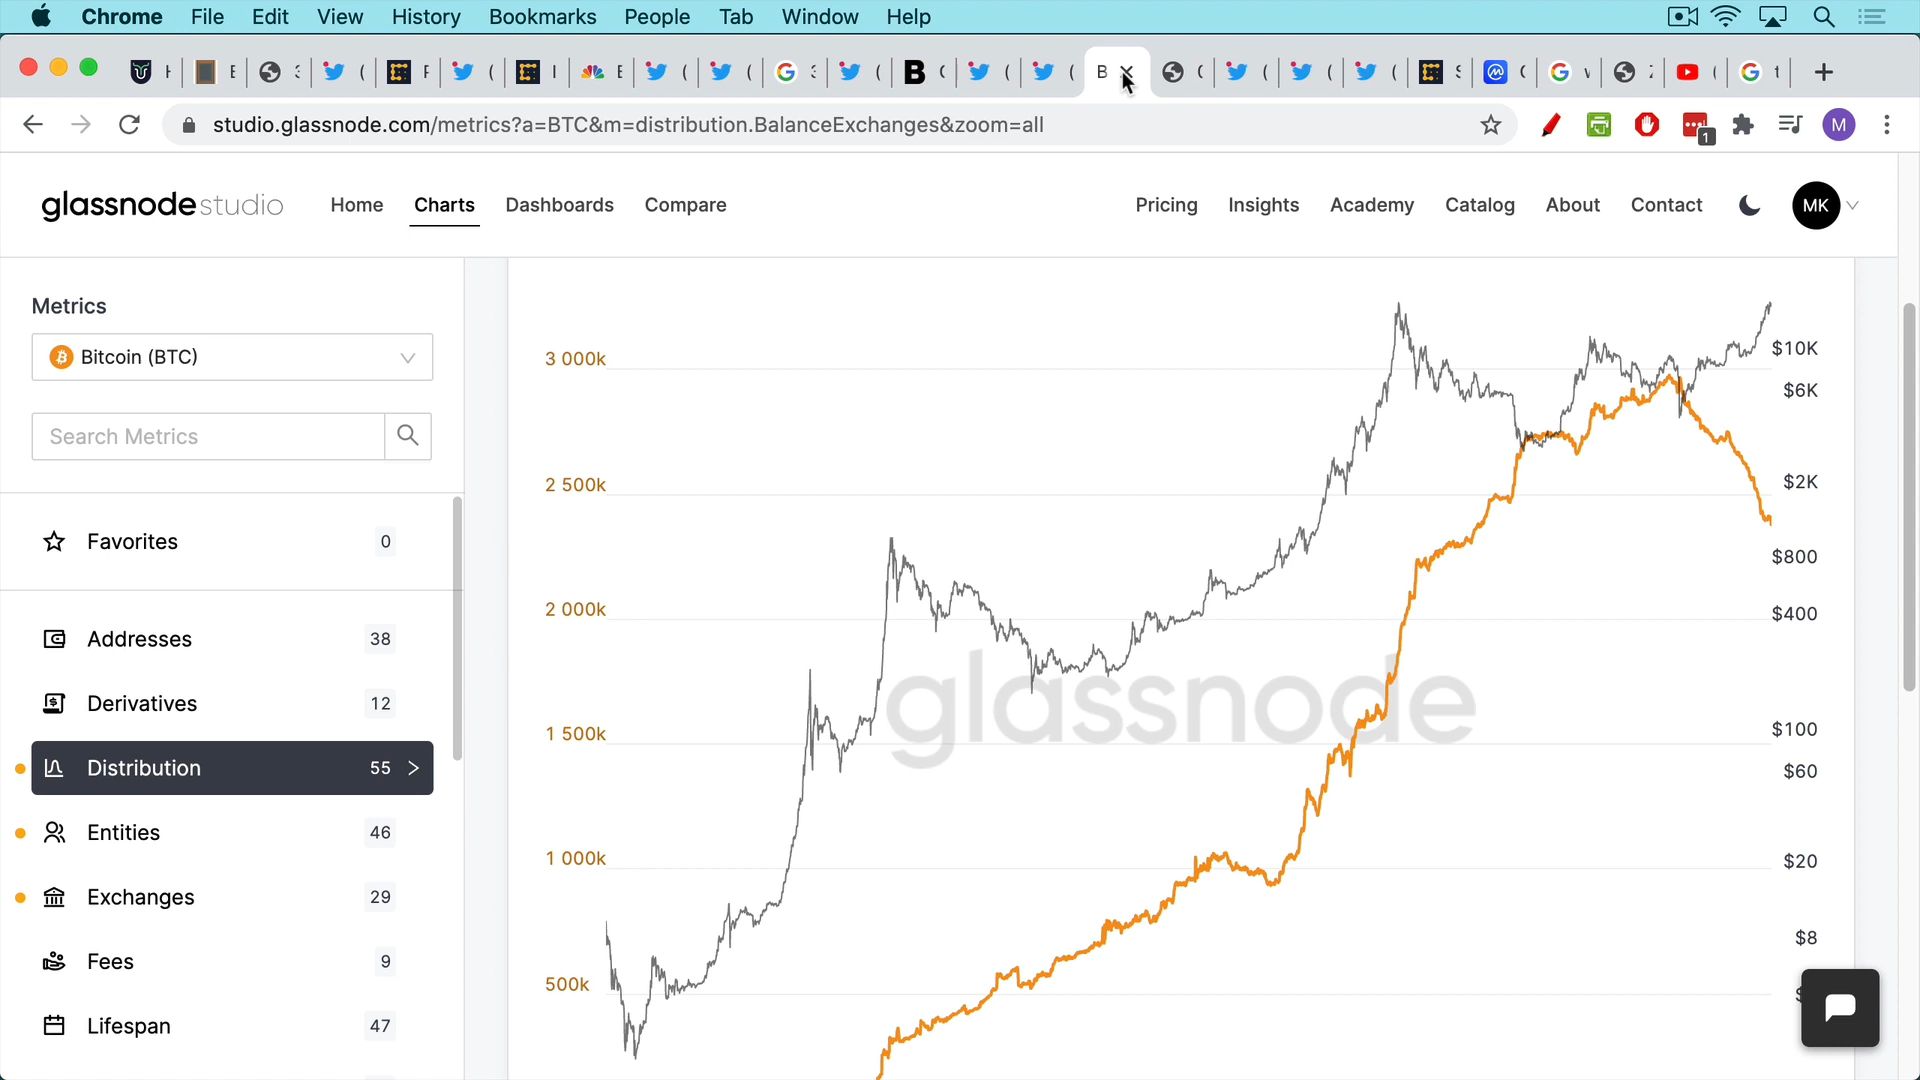 Chrome File Edit View History Bookmarks People Tab Window Help
B
studio.glassnode.com/metrics?a=BTC&m=distribution.BalanceExchanges&zoom=all
1
M
glassnode studio
Home Charts Dashboards Compare Pricing Insights Academy Catalog About Contact MK
Metrics
Bitcoin (BTC)
Search Metrics
Favorites 0
Addresses 38
Derivatives 12
Distribution 55
Entities 46
Exchanges 29
Fees 9
Lifespan 47
3 000k
2 500k
2 000k
1 500k
1 000k
500k
glassnode
$10K
$6K
$2K
$800
$400
$100
$60
$20
$8